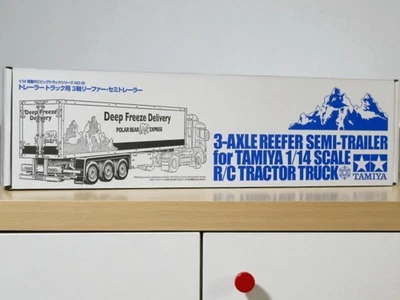 1/14 電動RCビッグトラックシリーズ
トレーラートラック用 3軸リーファー・セミトレーラー
Deep Freeze Delivery
POLAR BEAR EXPRESS
3-AXLE REEFER SEMI-TRAILER
for TAMIYA 1/14 SCALE
R/C TRACTOR TRUCK
TAMIYA